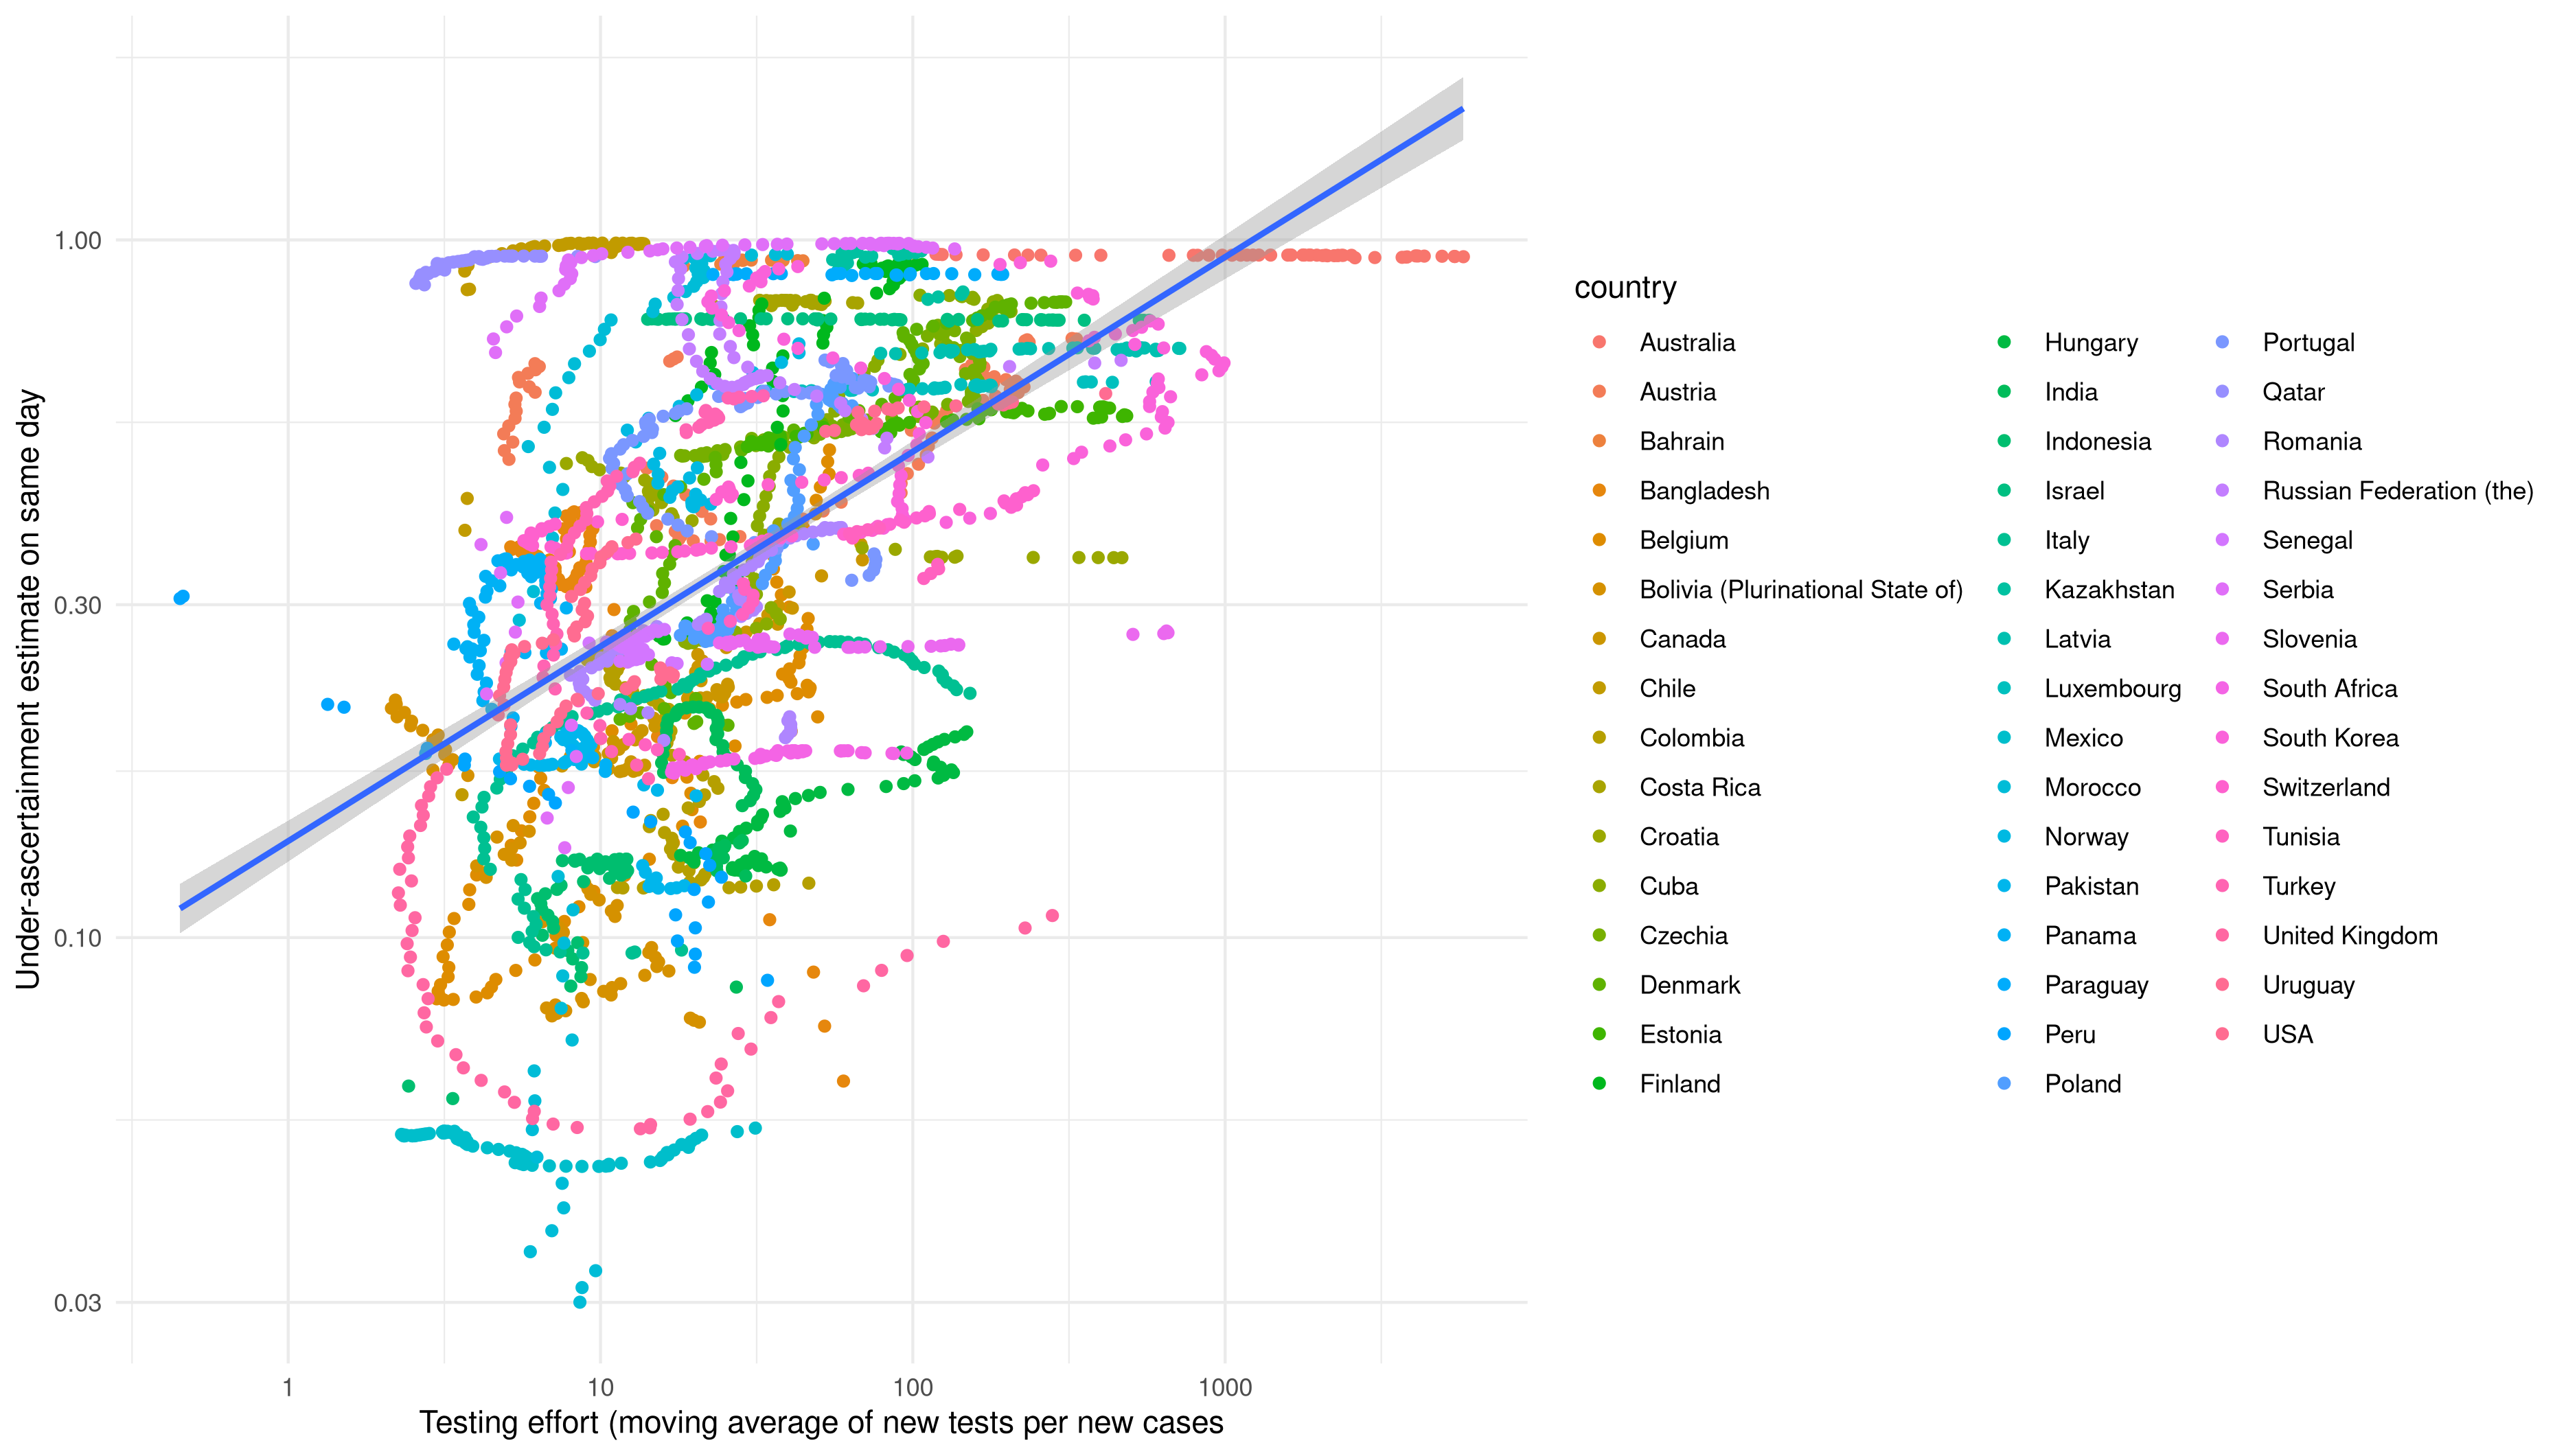 Under-ascertainment estimate on same day
1.00
0.30
0.10
0.03
1
10
100
1000
Testing effort (moving average of new tests per new cases
country
Australia
Austria
Bahrain
Bangladesh
Belgium
Bolivia (Plurinational State of)
Canada
Chile
Colombia
Costa Rica
Croatia
Cuba
Czechia
Denmark
Estonia
Finland
Hungary
India
Indonesia
Israel
Italy
Kazakhstan
Latvia
Luxembourg
Mexico
Morocco
Norway
Pakistan
Panama
Paraguay
Peru
Poland
Portugal
Qatar
Romania
Russian Federation (the)
Senegal
Serbia
Slovenia
South Africa
South Korea
Switzerland
Tunisia
Turkey
United Kingdom
Uruguay
USA